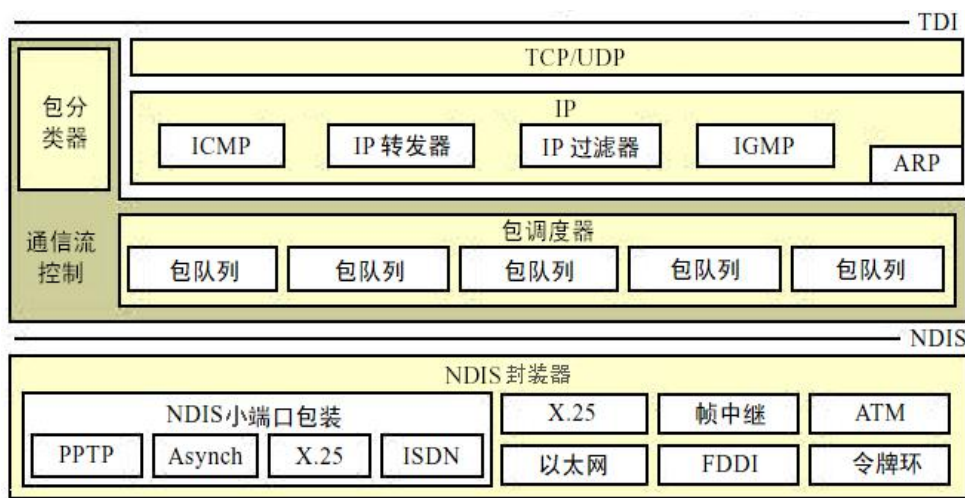 TDI
TCP/UDP
包分
类器
IP
ICMP
IP 转发器
IP 过滤器
IGMP
ARP
通信流
控制
包调度器
包队列
包队列
包队列
包队列
包队列
NDIS
NDIS 封装器
NDIS小端口包装
X.25
帧中继
ATM
PPTP
Asynch
X.25
ISDN
以太网
FDDI
令牌环